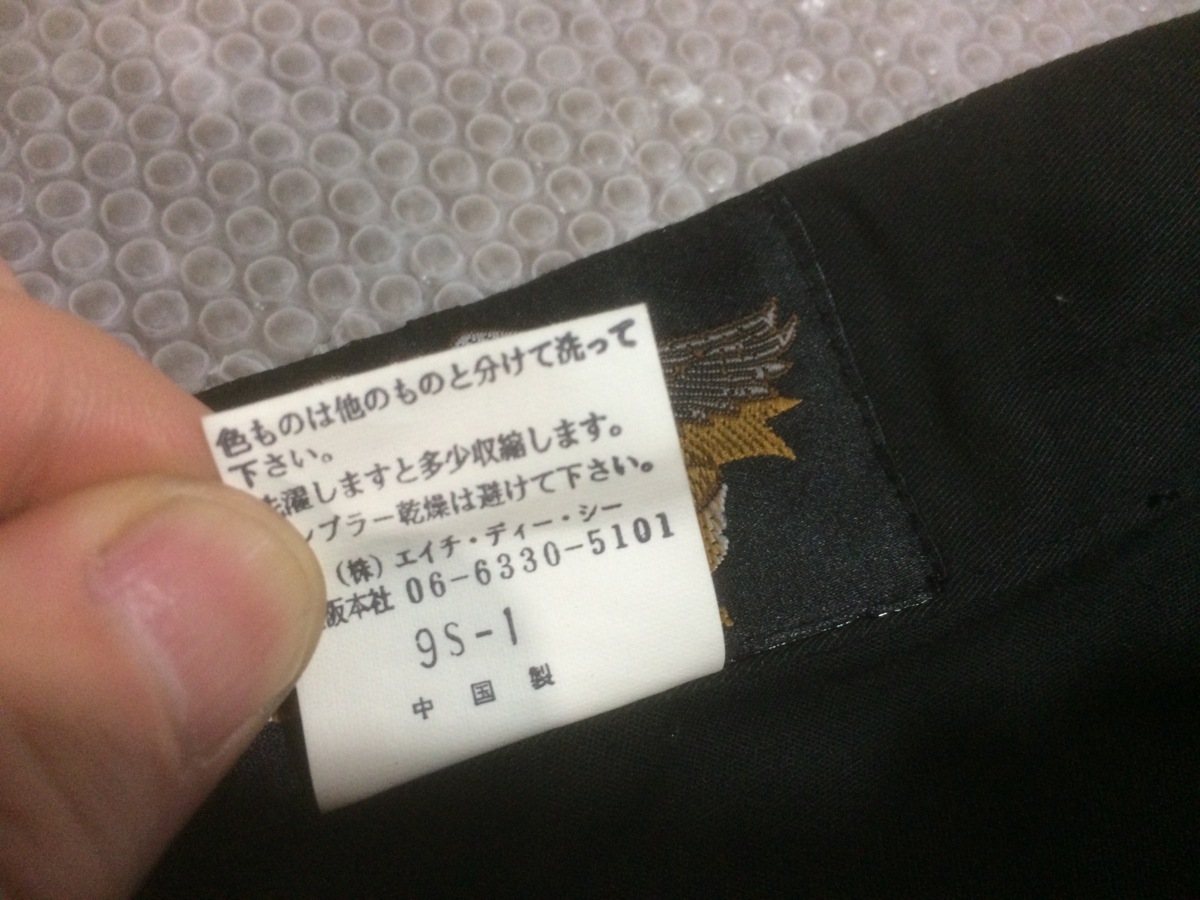 色ものは他のものと分けて洗って
下さい。
洗濯しますと多少収縮します。
ンブラー乾燥は避けて下さい。
(株)エイチ・ディー・シー
阪本社 06-6330-5101
9S-1
中国製